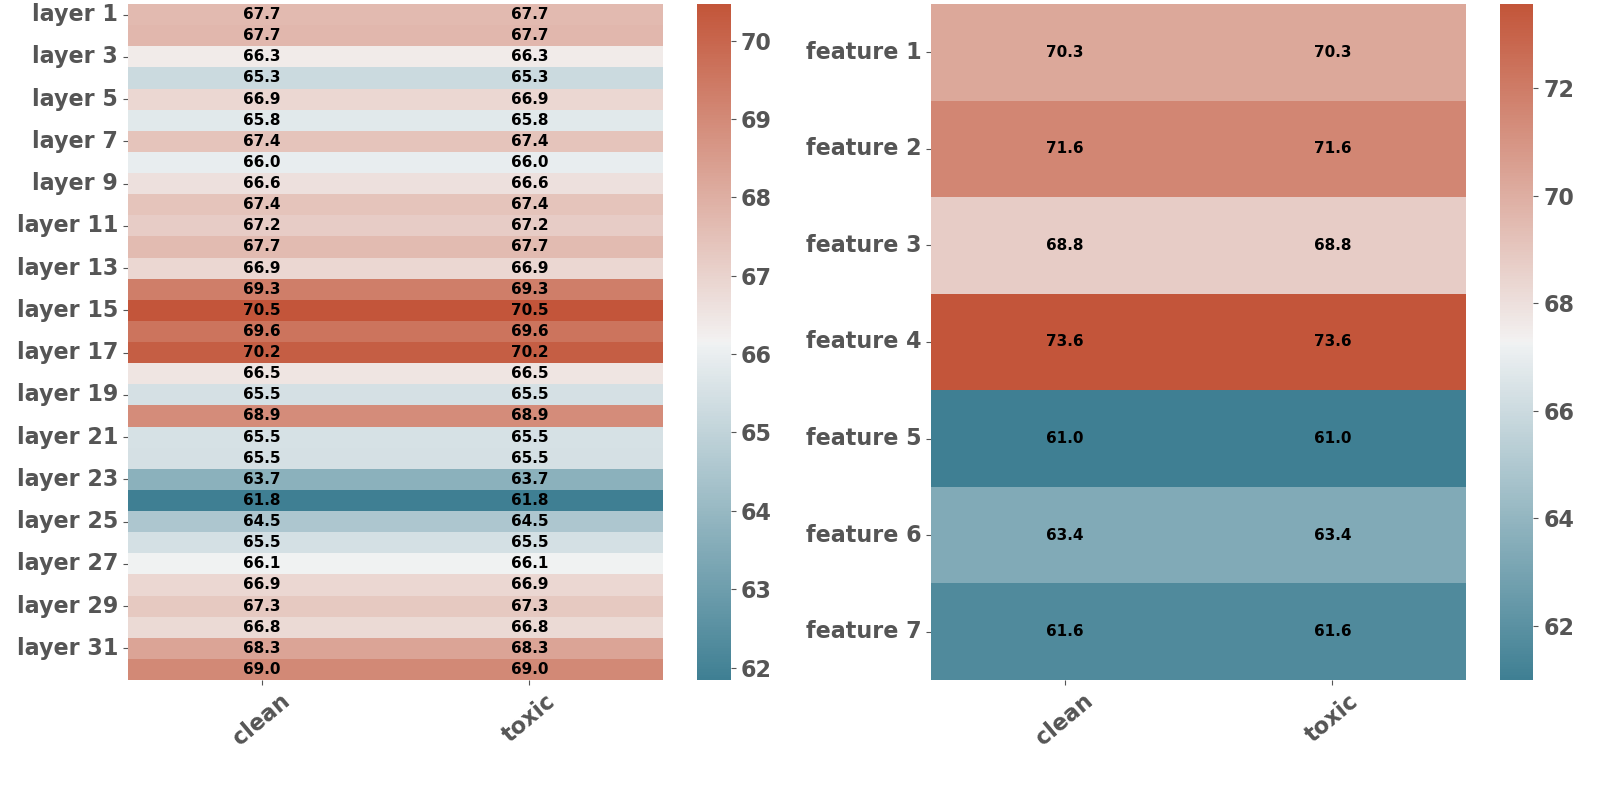 layer 1 67.7 67.7
67.7 67.7
layer 3 66.3 66.3
65.3 65.3
layer 5 66.9 66.9
65.8 65.8
layer 7 67.4 67.4
66.0 66.0
layer 9 66.6 66.6
67.4 67.4
layer 11 67.2 67.2
67.7 67.7
layer 13 66.9 66.9
69.3 69.3
layer 15 70.5 70.5
69.6 69.6
layer 17 70.2 70.2
66.5 66.5
layer 19 65.5 65.5
68.9 68.9
layer 21 65.5 65.5
65.5 65.5
layer 23 63.7 63.7
61.8 61.8
layer 25 64.5 64.5
65.5 65.5
layer 27 66.1 66.1
66.9 66.9
layer 29 67.3 67.3
66.8 66.8
layer 31 68.3 68.3
69.0 69.0
clean toxic
70
69
68
67
66
65
64
63
62
feature 1 70.3 70.3
feature 2 71.6 71.6
feature 3 68.8 68.8
feature 4 73.6 73.6
feature 5 61.0 61.0
feature 6 63.4 63.4
feature 7 61.6 61.6
clean toxic
72
70
68
66
64
62